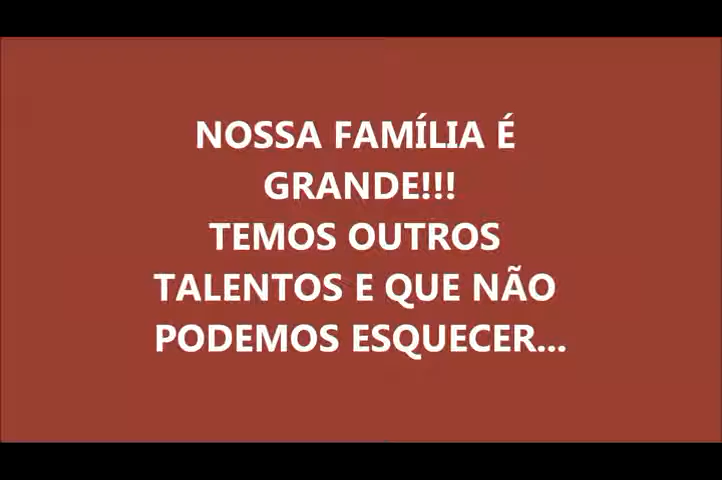 NOSSA FAMÍLIA É
GRANDE!!!
TEMOS OUTROS
TALENTOS E QUE NÃO
PODEMOS ESQUECER...